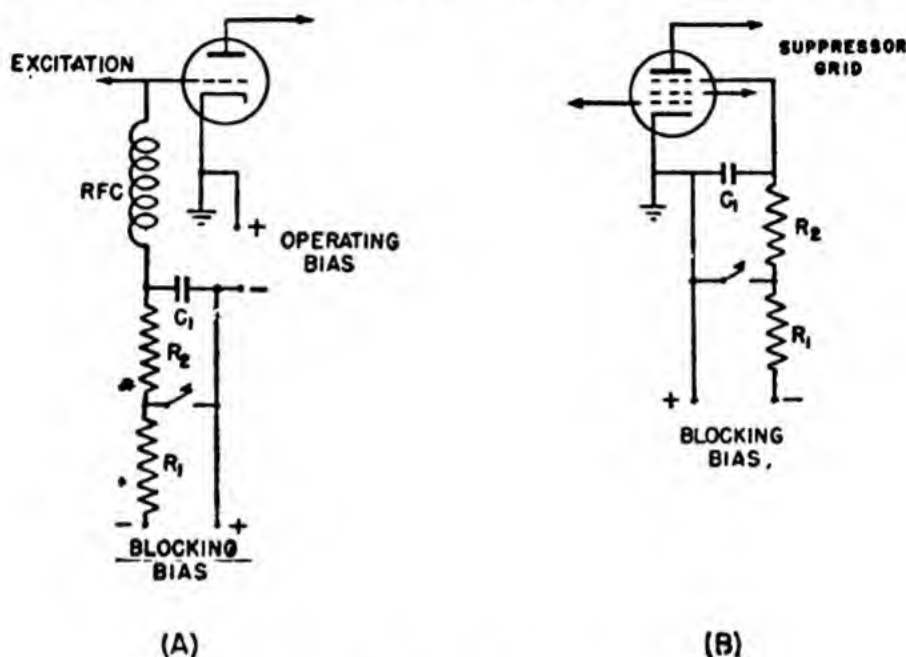 EXCITATION
RFC
+
OPERATING
BIAS
−
C₁
R₂
R₁
− +
BLOCKING
BIAS
(A)
SUPPRESSOR
GRID
C₁
R₂
R₁
+ −
BLOCKING
BIAS,
(B)